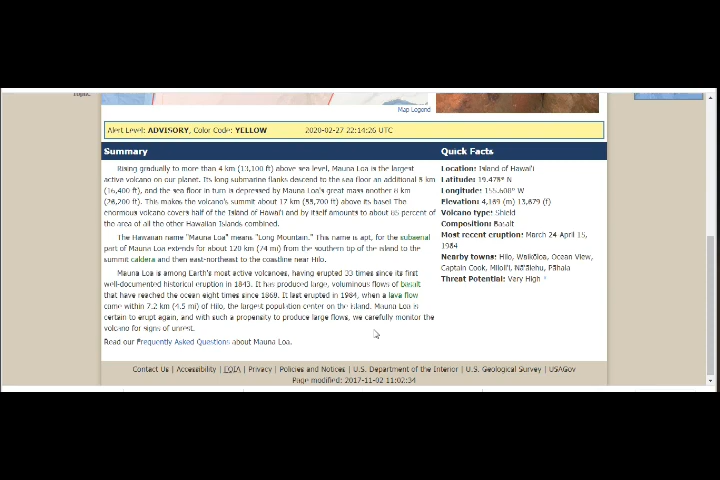 Map Legend
Alert Level: ADVISORY, Color Code: YELLOW 2020-02-27 22:14:26 UTC
Summary
Rising gradually to more than 4 km (13,100 ft) above sea level, Mauna Loa is the largest
active volcano on our planet. Its long submarine flanks descend to the sea floor an additional 5 km
(16,400 ft), and the sea floor in turn is depressed by Mauna Loa's great mass another 8 km
(26,200 ft). This makes the volcano's summit about 17 km (55,700 ft) above its base! The
enormous volcano covers half of the Island of Hawai'i and by itself amounts to about 85 percent of
the area of all the other Hawaiian Islands combined.
The Hawaiian name "Mauna Loa" means "Long Mountain." This name is apt, for the subaerial
part of Mauna Loa extends for about 120 km (74 mi) from the southern tip of the island to the
summit caldera and then east-northeast to the coastline near Hilo.
Mauna Loa is among Earth's most active volcanoes, having erupted 33 times since its first
well-documented historical eruption in 1843. It has produced large, voluminous flows of basalt
that have reached the ocean eight times since 1868. It last erupted in 1984, when a lava flow
came within 7.2 km (4.5 mi) of Hilo, the largest population center on the island. Mauna Loa is
certain to erupt again, and with such a propensity to produce large flows, we carefully monitor the
volcano for signs of unrest.
Read our Frequently Asked Questions about Mauna Loa.
Quick Facts
Location: Island of Hawai'i
Latitude: 19.475° N
Longitude: 155.608° W
Elevation: 4,169 (m) 13,679 (f)
Volcano type: Shield
Composition: Basalt
Most recent eruption: March 24-April 15,
1984
Nearby towns: Hilo, Waikōloa, Ocean View,
Captain Cook, Miloli'i, Nā'ālehu, Pāhala
Threat Potential: Very High *
Contact Us | Accessibility | FOIA | Privacy | Policies and Notices | U.S. Department of the Interior | U.S. Geological Survey | USAGov
Page modified: 2017-11-02 11:02:34